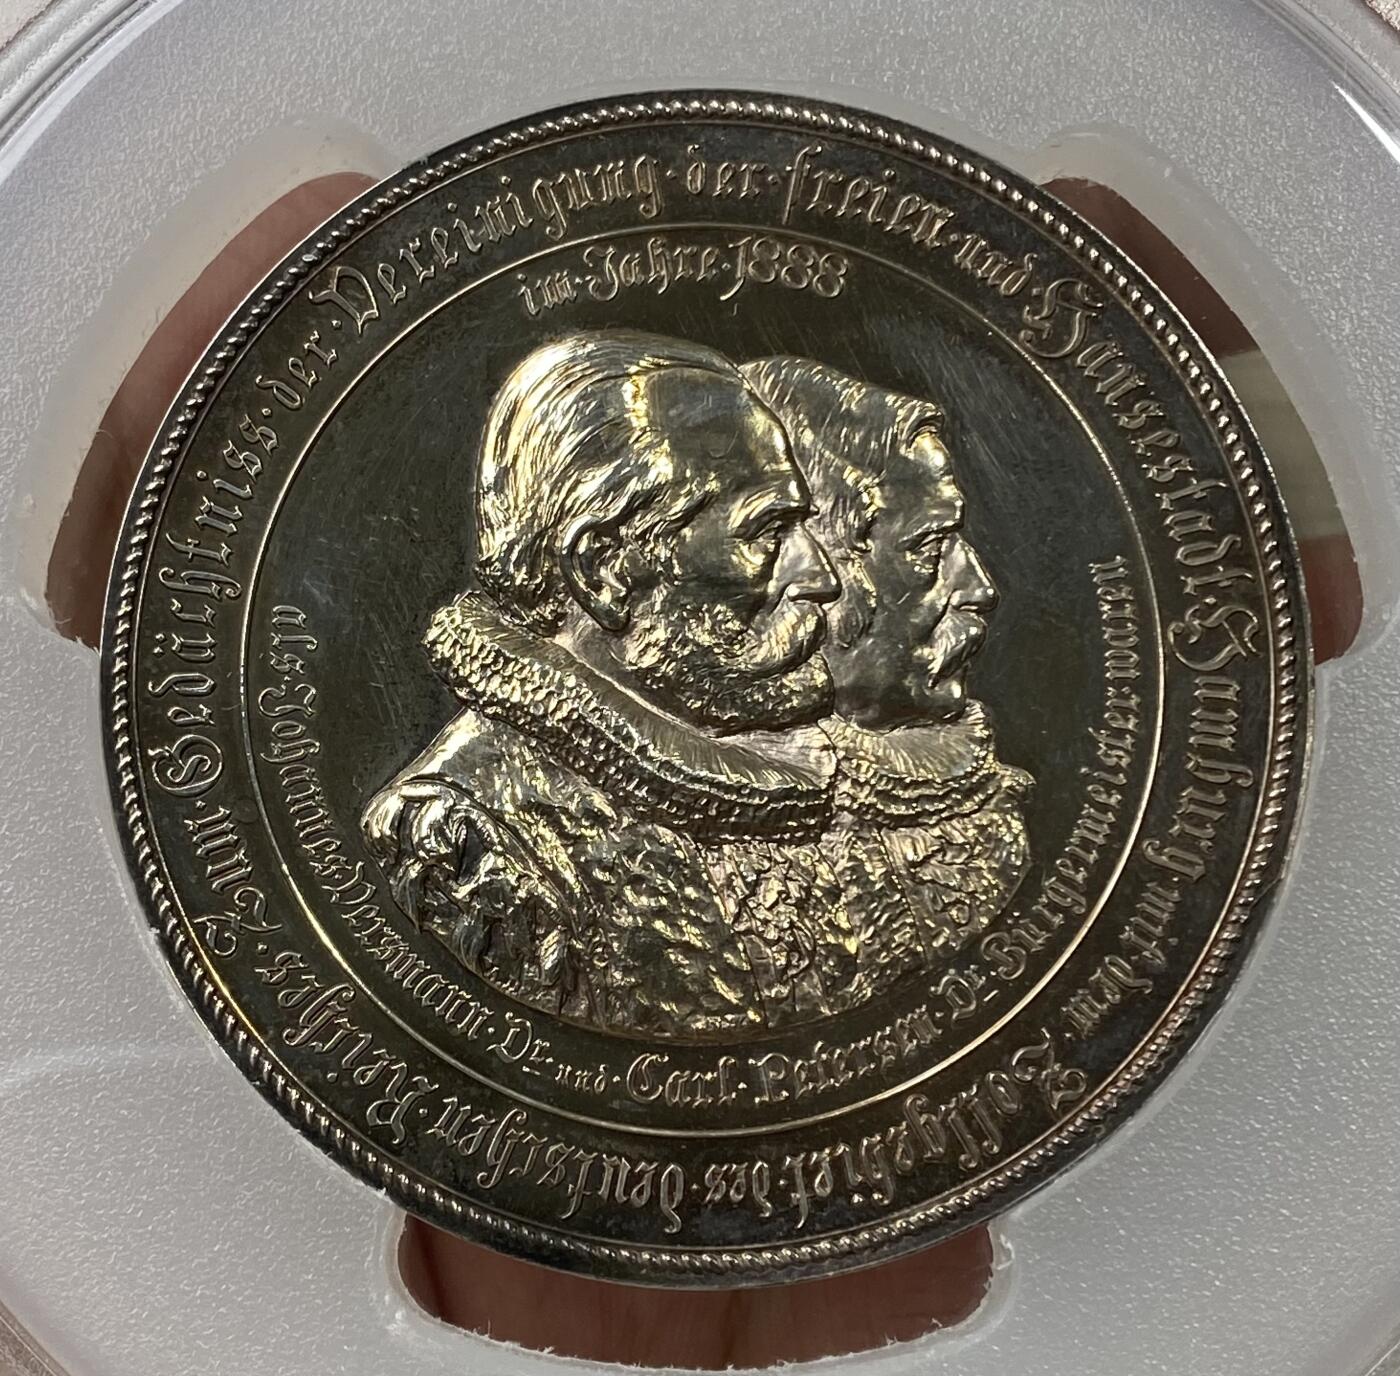 Zum·Gedächtniss·der·Vereinigung·der·freien·und·Hansestadt·Hamburg·mit·dem·Zollgebiet·des·deutschen·Reiches·
im·Jahre·1888
als·Johannes Versmann·Dr·und·Carl·Petersen·Dr·Bürgermeister waren